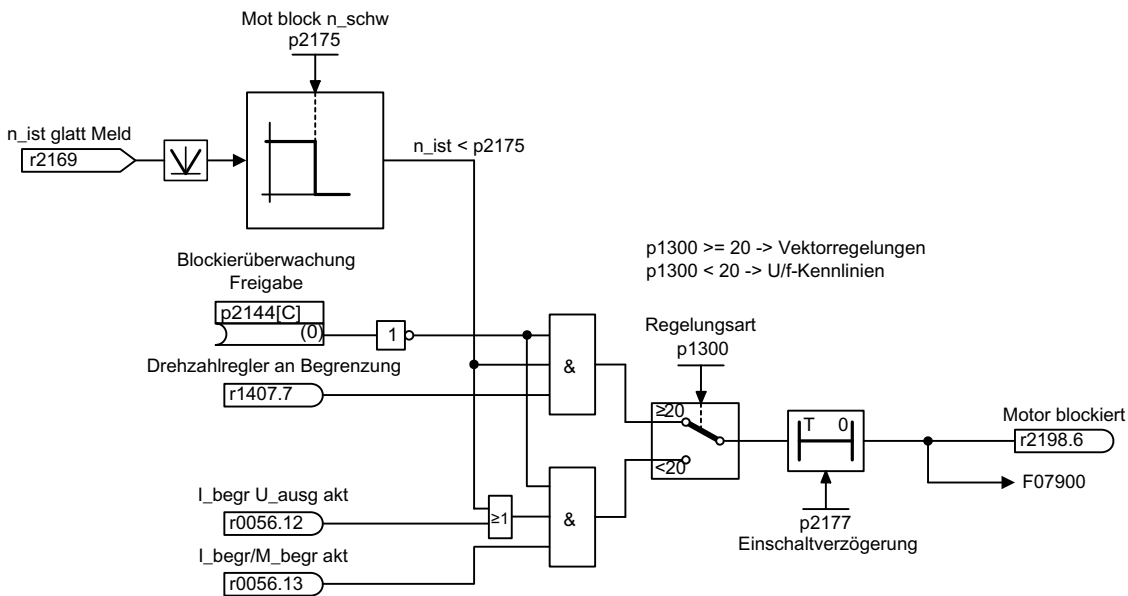 Mot block n_schw
p2175
n_ist glatt Meld
r2169
n_ist < p2175
Blockierüberwachung
Freigabe
p2144[C]
(0)
1
p1300 >= 20 -> Vektorregelungen
p1300 < 20 -> U/f-Kennlinien
Drehzahlregler an Begrenzung
r1407.7
&
Regelungsart
p1300
≥20
<20
T 0
Motor blockiert
r2198.6
F07900
p2177
Einschaltverzögerung
I_begr U_ausg akt
r0056.12
≥1
&
I_begr/M_begr akt
r0056.13